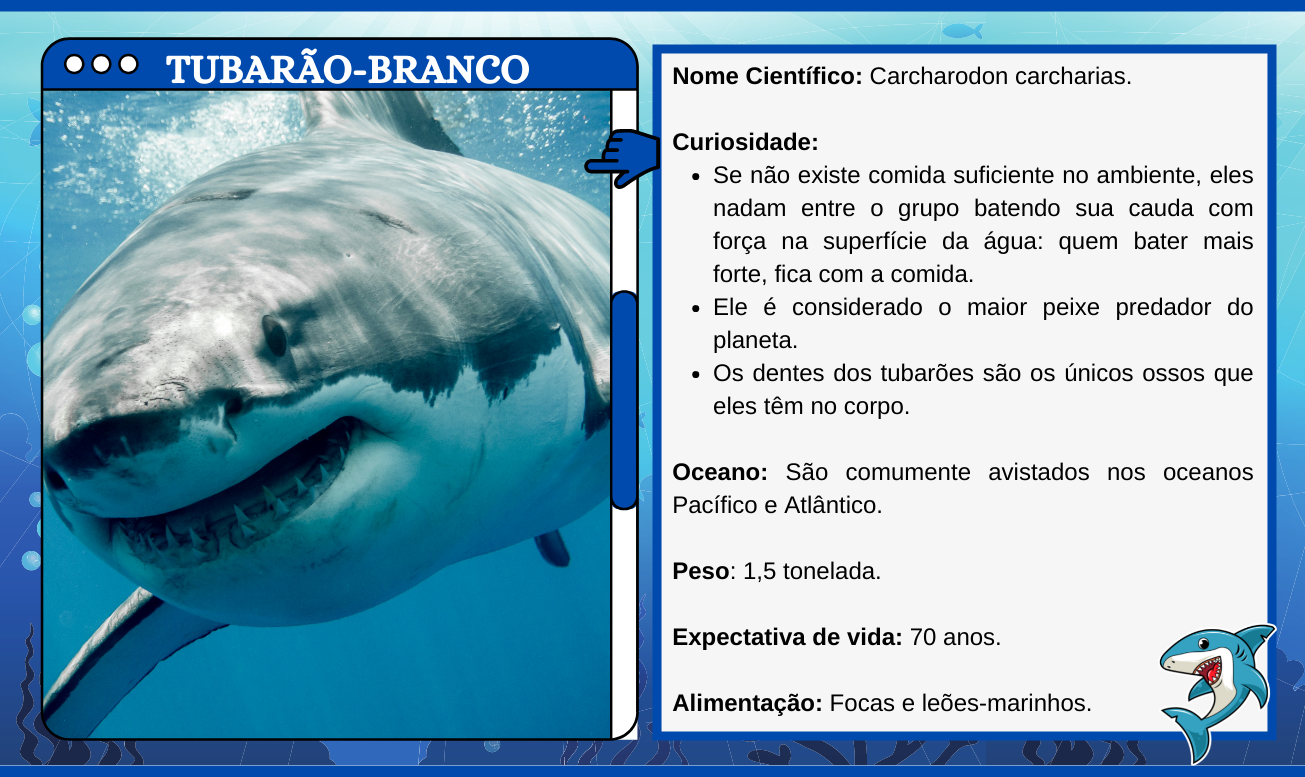 TUBARÃO-BRANCO
Nome Científico: Carcharodon carcharias.
Curiosidade:
• Se não existe comida suficiente no ambiente, eles
nadam entre o grupo batendo sua cauda com
força na superfície da água: quem bater mais
forte, fica com a comida.
• Ele é considerado o maior peixe predador do
planeta.
• Os dentes dos tubarões são os únicos ossos que
eles têm no corpo.
Oceano: São comumente avistados nos oceanos
Pacífico e Atlântico.
Peso: 1,5 tonelada.
Expectativa de vida: 70 anos.
Alimentação: Focas e leões-marinhos.